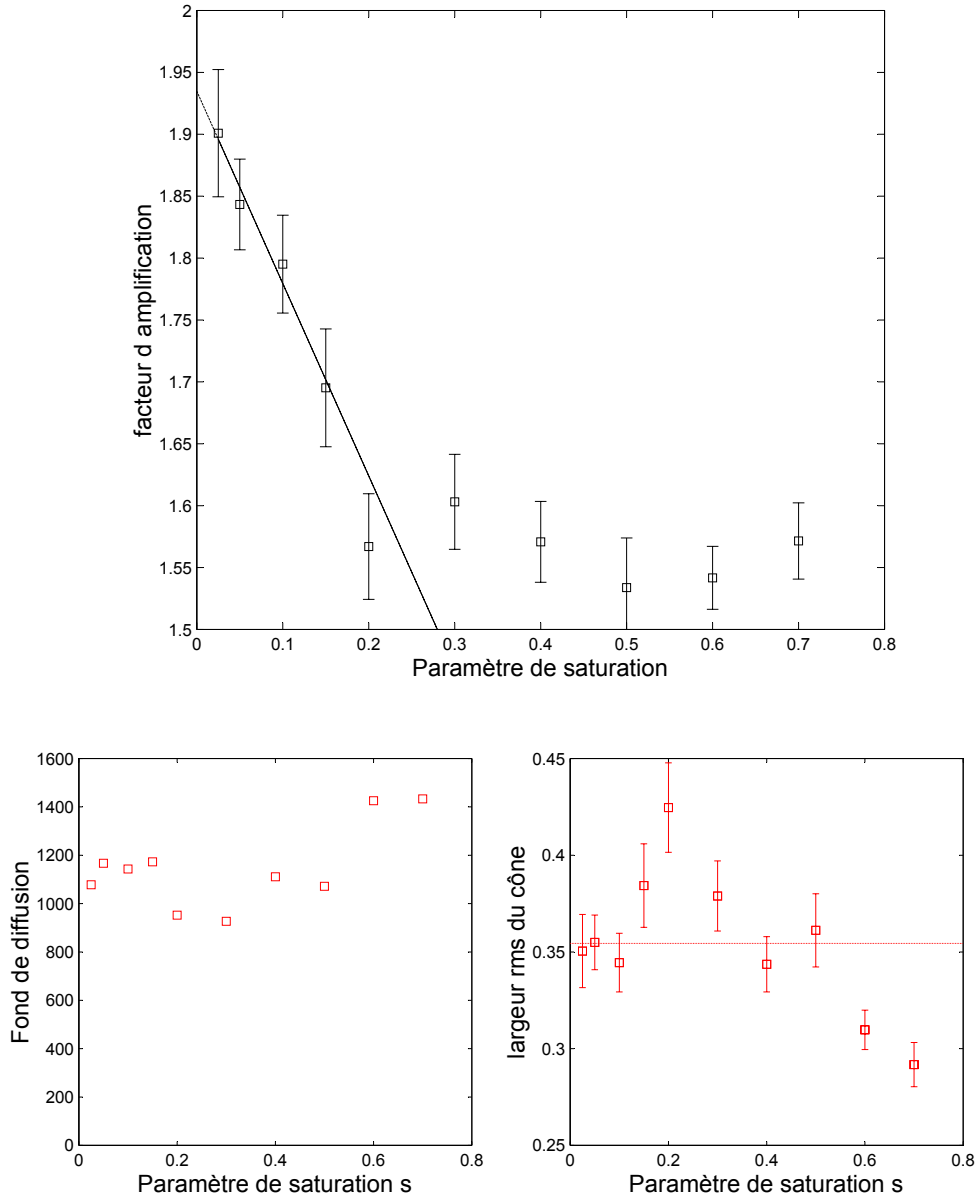 2
1.95
1.9
1.85
1.8
1.75
1.7
1.65
1.6
1.55
1.5
facteur d amplification
0 0.1 0.2 0.3 0.4 0.5 0.6 0.7 0.8
Paramètre de saturation
1600
1400
1200
1000
800
600
400
200
0
Fond de diffusion
0.2 0.4 0.6 0.8
Paramètre de saturation s
0.45
0.4
0.35
0.3
0.25
largeur rms du cône
0 0.2 0.4 0.6 0.8
Paramètre de saturation s